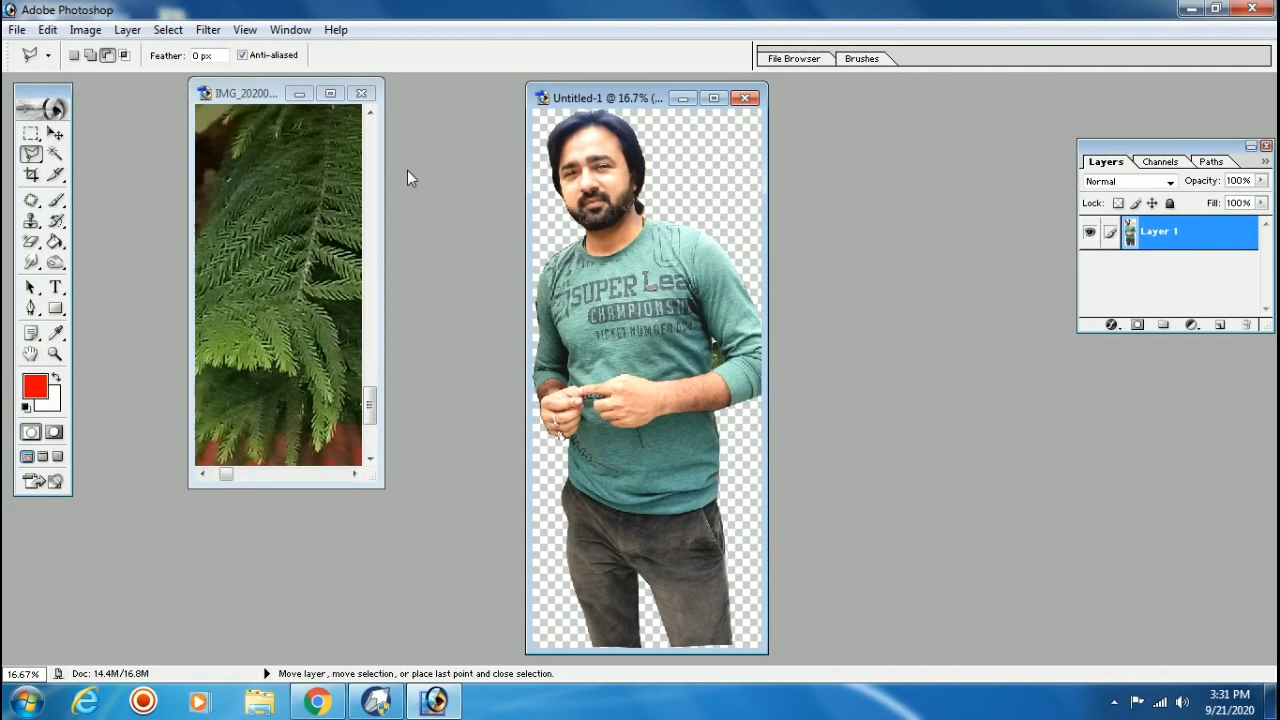 Adobe Photoshop
File Edit Image Layer Select Filter View Window Help
Feather: 0 px Anti-aliased
File Browser Brushes
IMG_20200...
Untitled-1 @ 16.7% (...
SUPER Lea
CHAMPIONS
TICKET NUMBER
Layers Channels Paths
Normal Opacity: 100%
Lock: Fill: 100%
Layer 1
16.67% Doc: 14.4M/16.8M Move layer, move selection, or place last point and close selection.
3:31 PM
9/21/2020